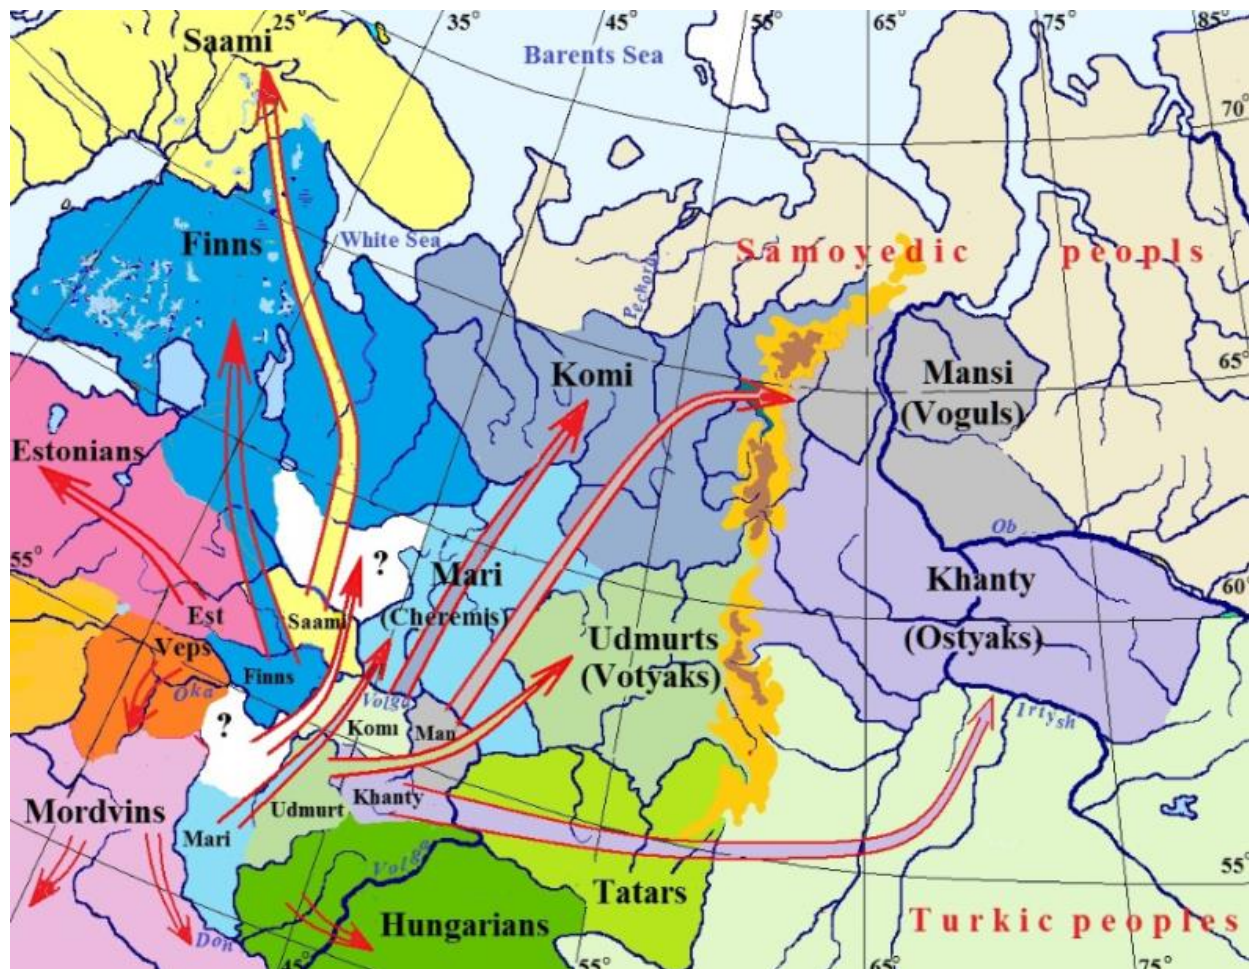 25°
35°
45°
55°
65°
75°
85°
Saami
Barents Sea
70°
Finns
White Sea
Pechora
Samoyedic peopls
65°
Komi
Mansi
(Voguls)
Estonians
Ob
55°
?
Mari
(Cheremis)
Khanty
(Ostyaks)
60°
Est
Saami
Veps
Udmurts
(Votyaks)
Finns
Oka
Volga
Irtysh
?
Komi
Man
Khanty
Mordvins
Udmurt
Mari
Volga
55°
Tatars
Hungarians
Turkic peoples
Don
45°
55°
65°
75°